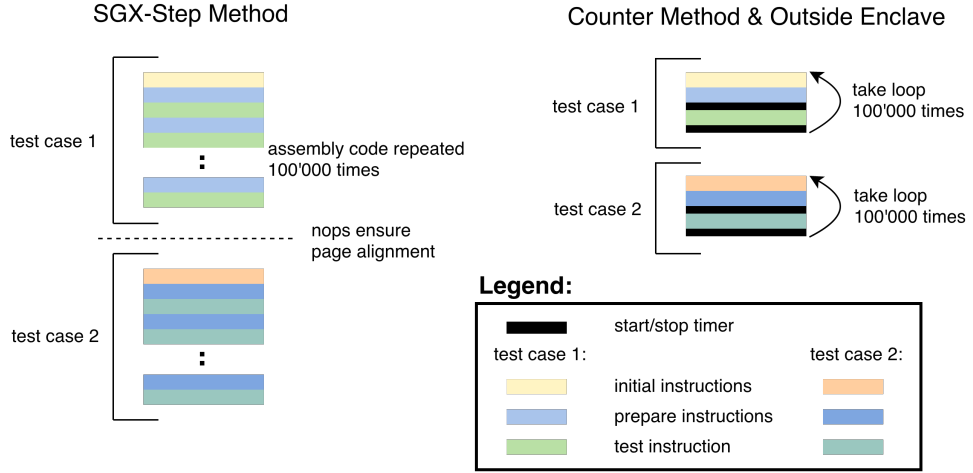 SGX-Step Method
test case 1
:
assembly code repeated
100'000 times
nops ensure
page alignment
test case 2
:
Counter Method & Outside Enclave
test case 1
take loop
100'000 times
test case 2
take loop
100'000 times
Legend:
start/stop timer
test case 1: test case 2:
initial instructions
prepare instructions
test instruction